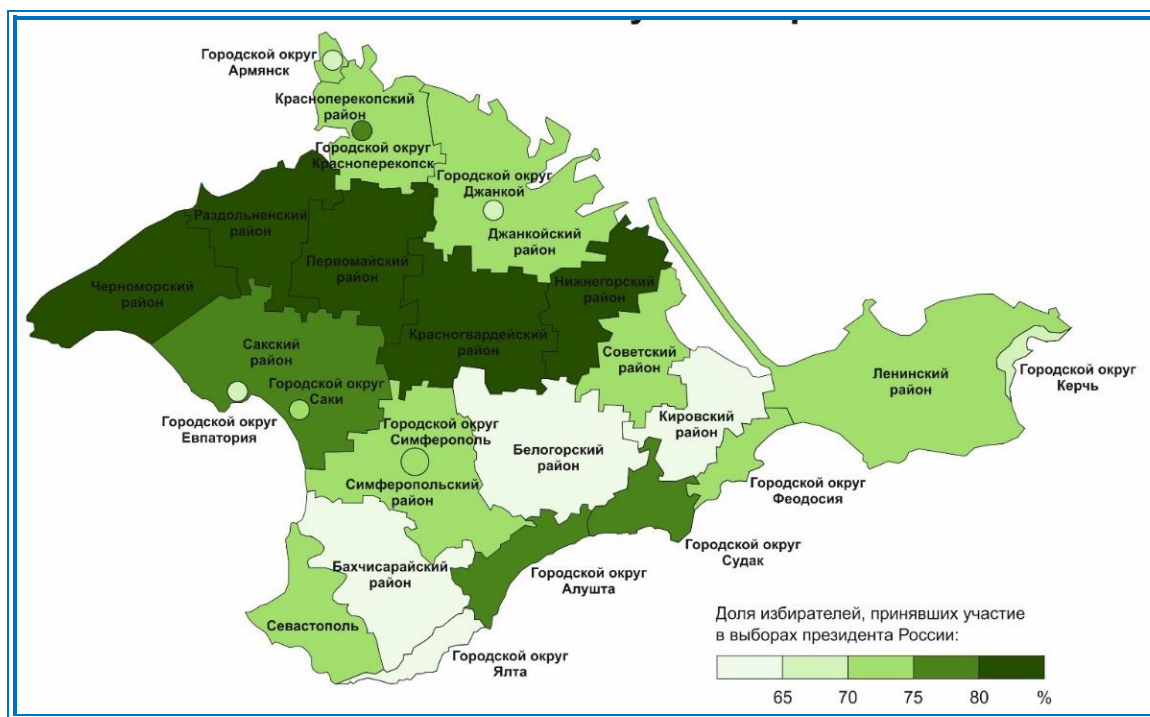 Городской округ
Армянск
Красноперекопский
район
Городской округ
Красноперекопск
Городской округ
Джанкой
Джанкойский
район
Раздольненский
район
Первомайский
район
Черноморский
район
Нижнегорский
район
Красногвардейский
район
Сакский
район
Советский
район
Городской округ
Саки
Городской округ
Евпатория
Ленинский
район
Городской округ
Керчь
Кировский
район
Городской округ
Симферополь
Белогорский
район
Симферопольский
район
Городской округ
Феодосия
Городской округ
Судак
Бахчисарайский
район
Городской округ
Алушта
Севастополь
Городской округ
Ялта
Доля избирателей, принявших участие
в выборах президента России:
65 70 75 80 %